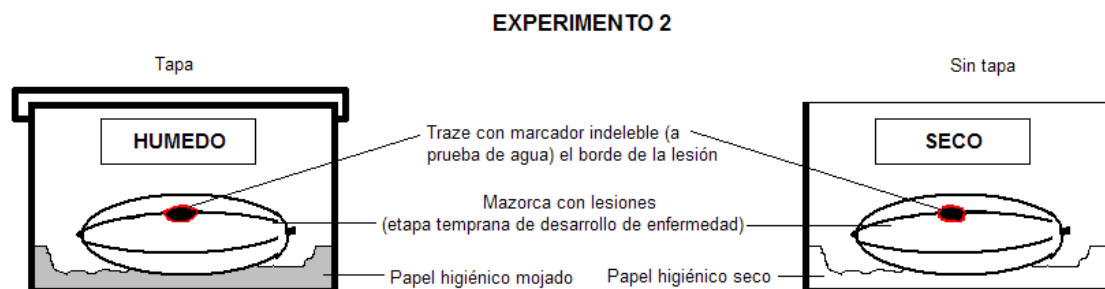 EXPERIMENTO 2
Tapa
Sin tapa
HUMEDO
SECO
Traze con marcador indeleble (a
prueba de agua) el borde de la lesión
Mazorca con lesiones
(etapa temprana de desarrollo de enfermedad)
Papel higiénico mojado
Papel higiénico seco